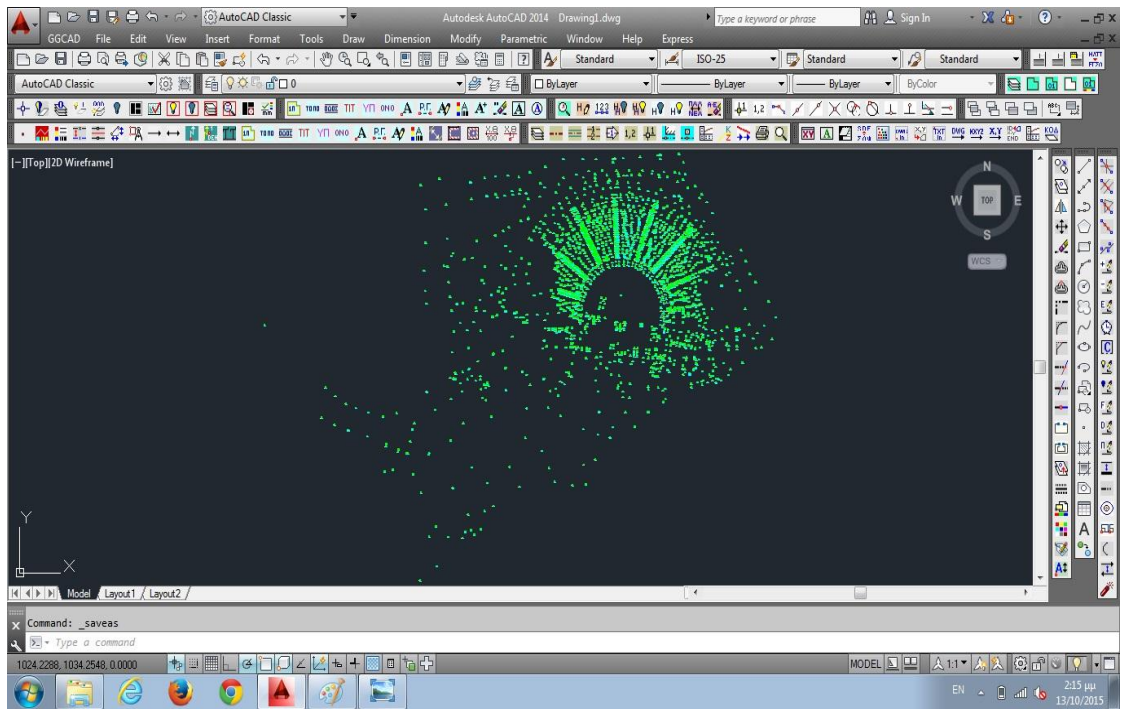 AutoCAD Classic
Autodesk AutoCAD 2014 Drawing1.dwg
Type a keyword or phrase
Sign In
GGCAD File Edit View Insert Format Tools Draw Dimension Modify Parametric Window Help Express
Standard ISO-25 Standard Standard
AutoCAD Classic 0 ByLayer ByLayer ByLayer ByColor
[−][Top][2D Wireframe]
N
W TOP E
S
WCS
Y
X
Model Layout1 Layout2
Command: _saveas
Type a command
1024.2288, 1034.2548, 0.0000 MODEL 1:1
EN 2:15 μμ
13/10/2015